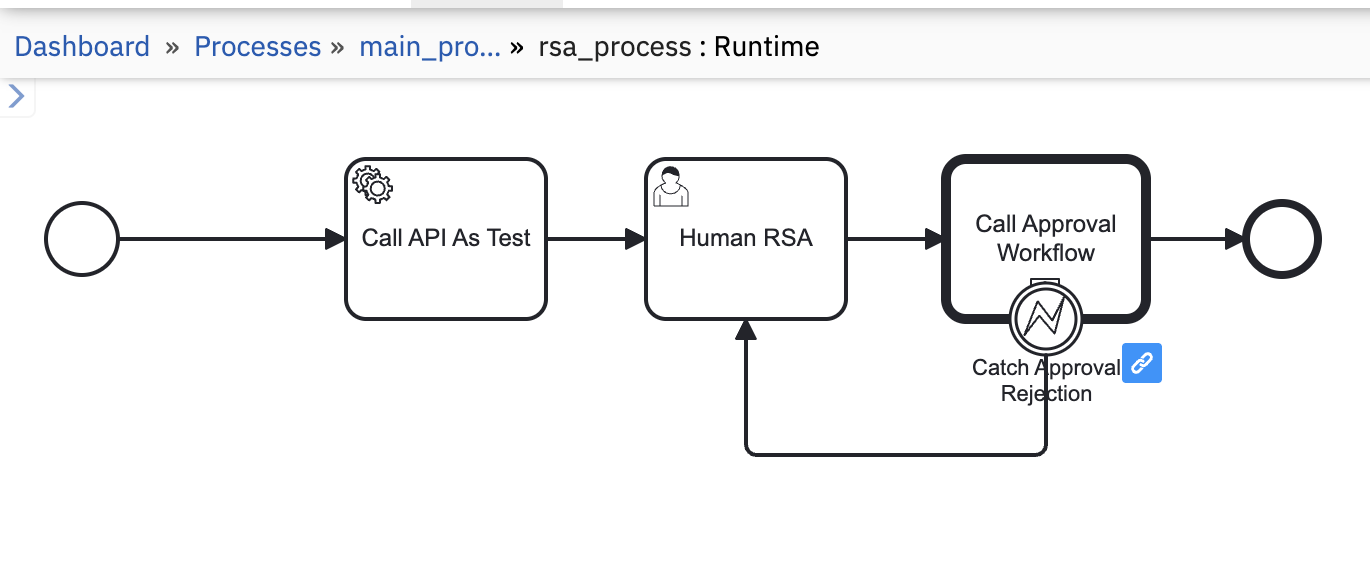 Dashboard » Processes » main_pro... » rsa_process : Runtime
Call API As Test
Human RSA
Call Approval
Workflow
Catch Approval
Rejection